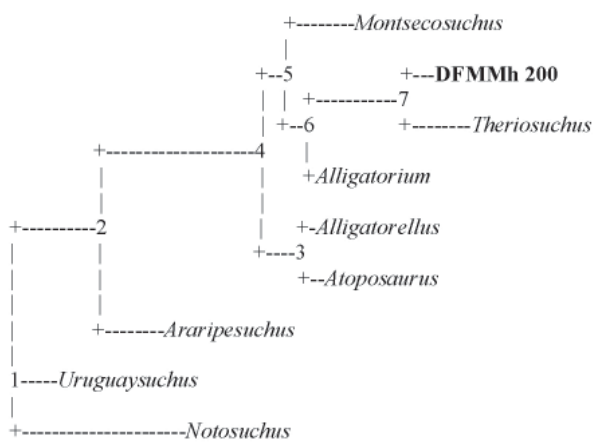 +--------Montsecosuchus
|
+--5 +---DFMMh 200
| | +-----------7
| +--6 +--------Theriosuchus
+------------------4 |
| | +Alligatorium
| |
+----------2 | +-Alligatorellus
| | +----3
| | +--Atoposaurus
| |
| +--------Araripesuchus
|
1-----Uruguaysuchus
|
+--------------------Notosuchus